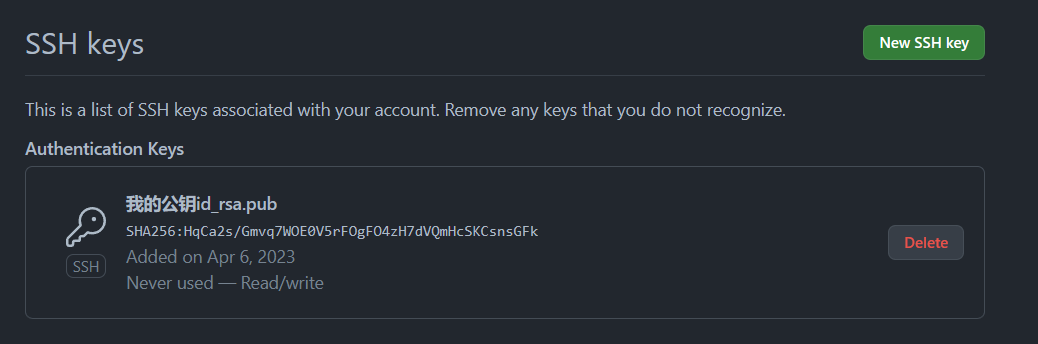 SSH keys
New SSH key
This is a list of SSH keys associated with your account. Remove any keys that you do not recognize.
Authentication Keys
我的公钥id_rsa.pub
SHA256:HqCa2s/Gmvq7WOE0V5rFOgFO4zH7dVQmHcSKCsnsGFk
Added on Apr 6, 2023
Never used — Read/write
SSH
Delete